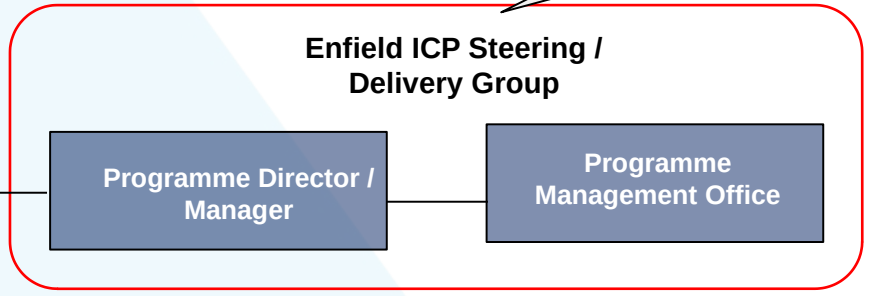 Enfield ICP Steering /
Delivery Group
Programme Director /
Manager
Programme
Management Office